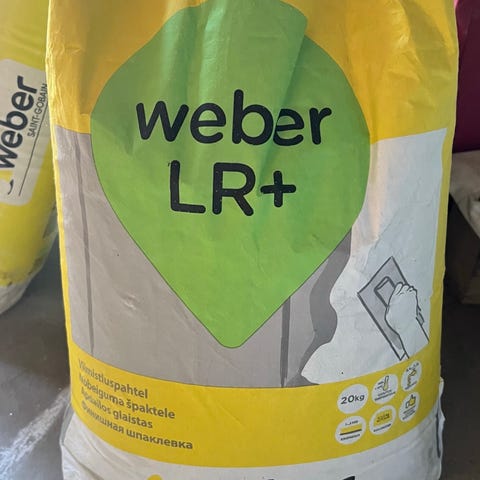 weber
SAINT-GOBAIN
weber
LR+
Viimistluspahtel
Nobeiguma špaktele
Apdailos glaistas
Финишная шпаклевка
20kg